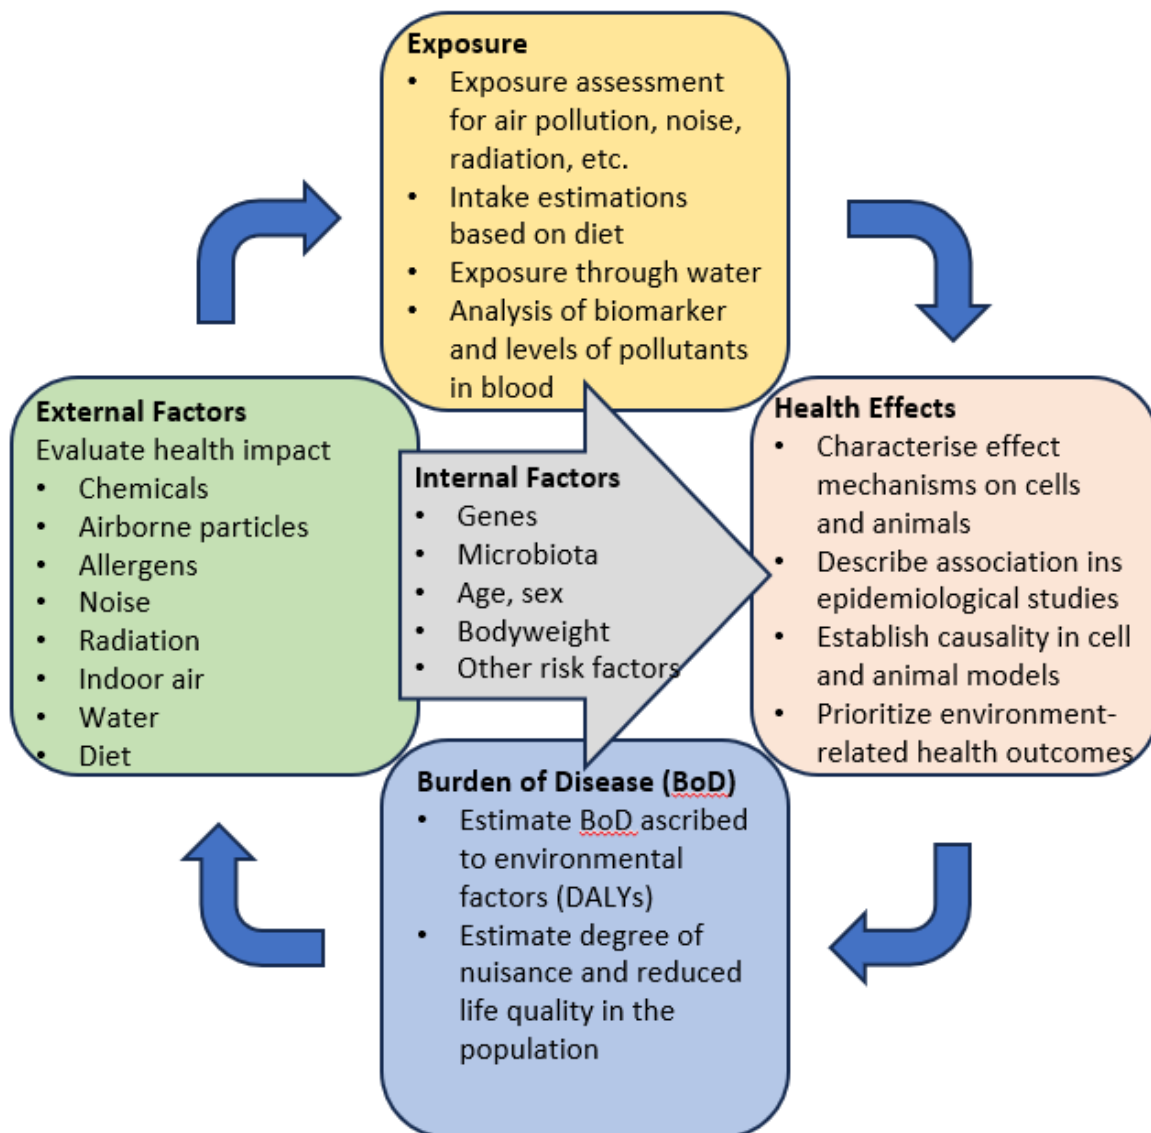 Exposure
• Exposure assessment
for air pollution, noise,
radiation, etc.
• Intake estimations
based on diet
• Exposure through water
• Analysis of biomarker
and levels of pollutants
in blood
External Factors
Evaluate health impact
• Chemicals
• Airborne particles
• Allergens
• Noise
• Radiation
• Indoor air
• Water
• Diet
Internal Factors
• Genes
• Microbiota
• Age, sex
• Bodyweight
• Other risk factors
Health Effects
• Characterise effect
mechanisms on cells
and animals
• Describe association ins
epidemiological studies
• Establish causality in cell
and animal models
• Prioritize environment-
related health outcomes
Burden of Disease (BoD)
• Estimate BoD ascribed
to environmental
factors (DALYs)
• Estimate degree of
nuisance and reduced
life quality in the
population